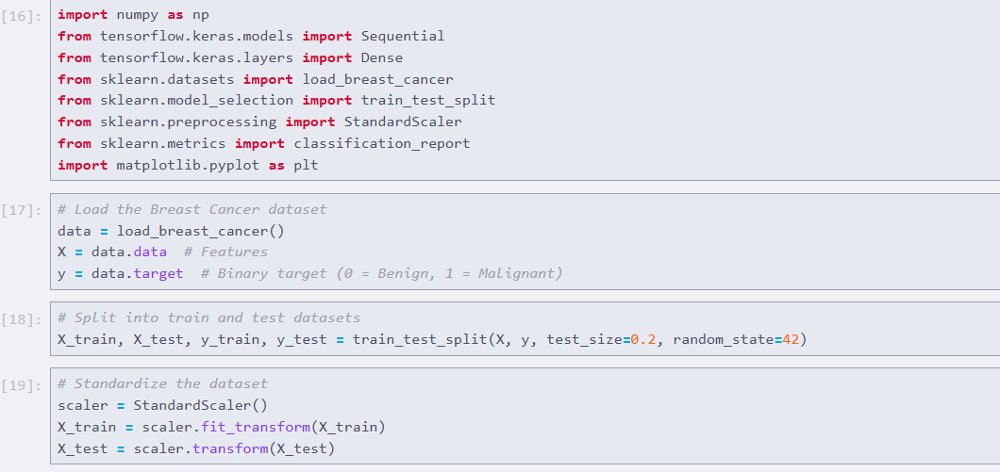 [16]: import numpy as np
from tensorflow.keras.models import Sequential
from tensorflow.keras.layers import Dense
from sklearn.datasets import load_breast_cancer
from sklearn.model_selection import train_test_split
from sklearn.preprocessing import StandardScaler
from sklearn.metrics import classification_report
import matplotlib.pyplot as plt
[17]: # Load the Breast Cancer dataset
data = load_breast_cancer()
X = data.data  # Features
y = data.target  # Binary target (0 = Benign, 1 = Malignant)
[18]: # Split into train and test datasets
X_train, X_test, y_train, y_test = train_test_split(X, y, test_size=0.2, random_state=42)
[19]: # Standardize the dataset
scaler = StandardScaler()
X_train = scaler.fit_transform(X_train)
X_test = scaler.transform(X_test)